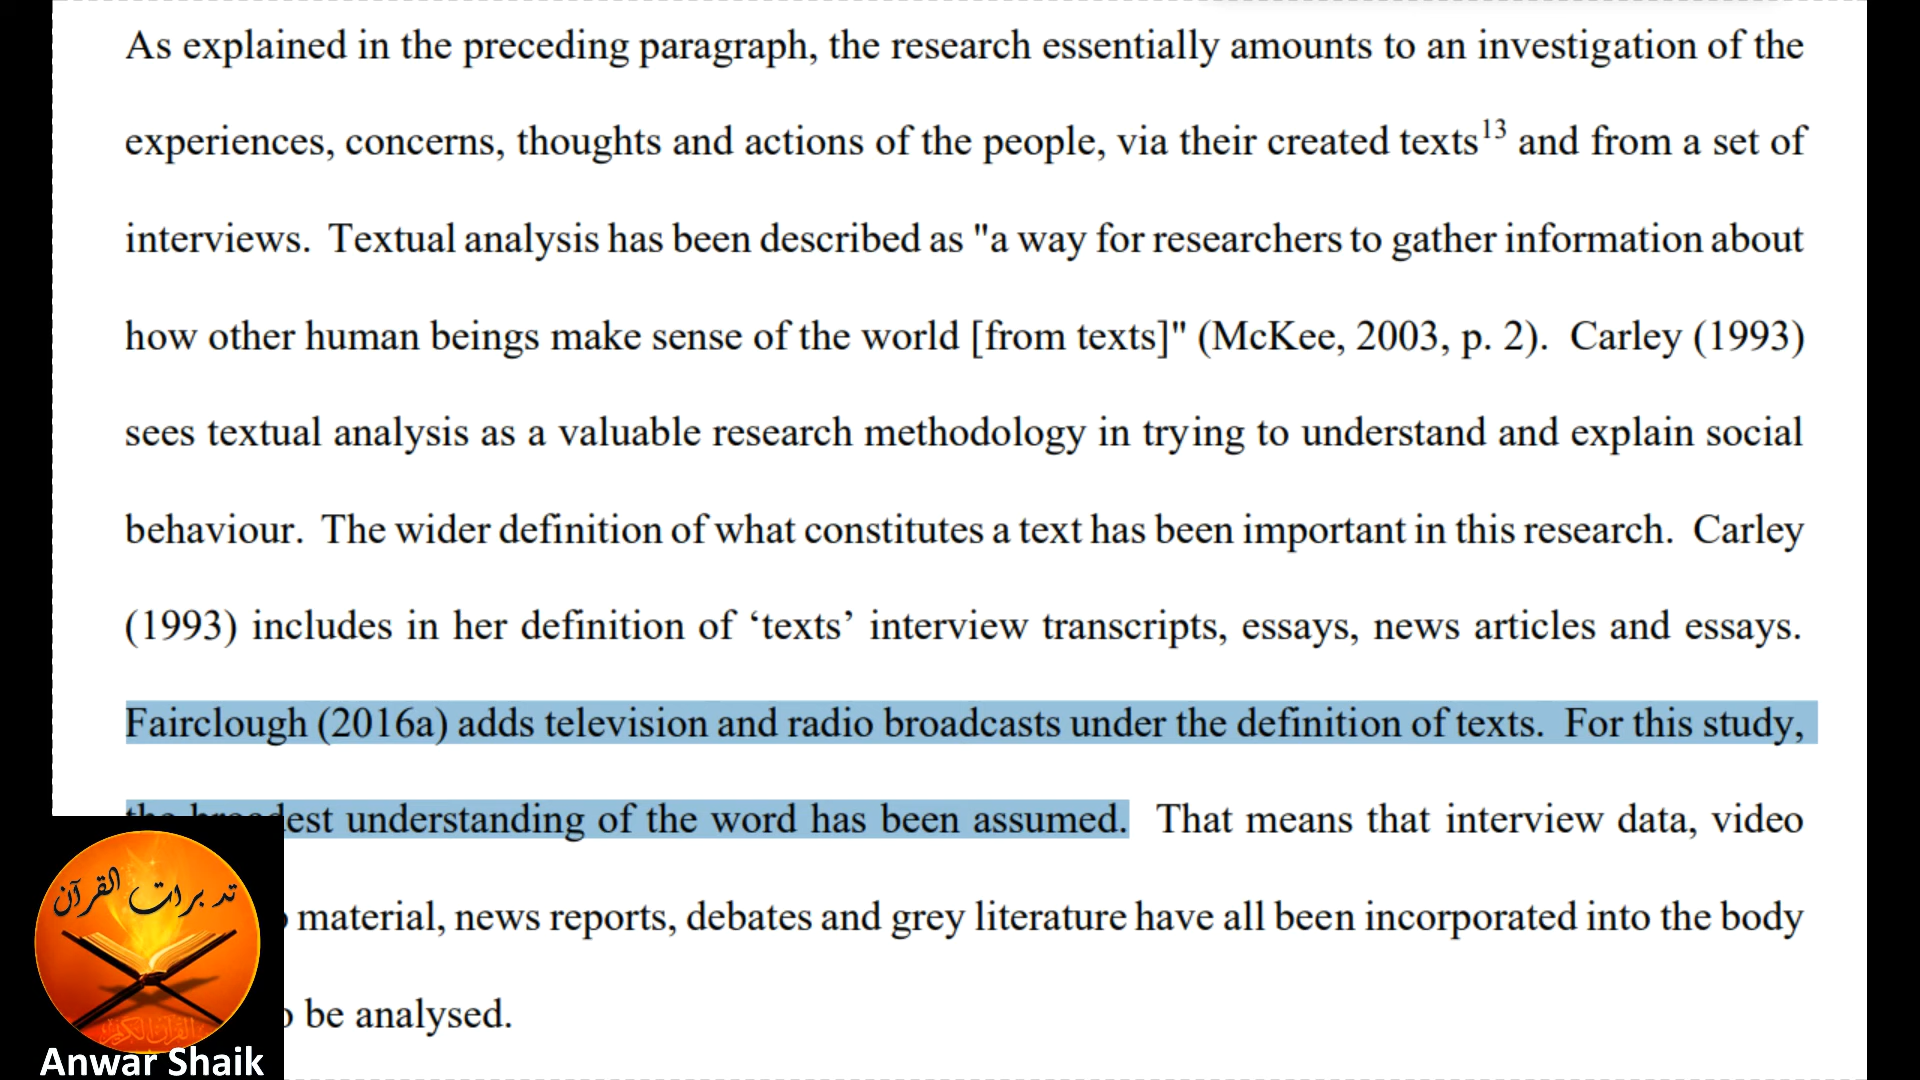 As explained in the preceding paragraph, the research essentially amounts to an investigation of the
experiences, concerns, thoughts and actions of the people, via their created texts13 and from a set of
interviews.  Textual analysis has been described as "a way for researchers to gather information about
how other human beings make sense of the world [from texts]" (McKee, 2003, p. 2).  Carley (1993)
sees textual analysis as a valuable research methodology in trying to understand and explain social
behaviour.  The wider definition of what constitutes a text has been important in this research.  Carley
(1993) includes in her definition of ‘texts’ interview transcripts, essays, news articles and essays.
Fairclough (2016a) adds television and radio broadcasts under the definition of texts.  For this study,
the broadest understanding of the word has been assumed.  That means that interview data, video
material, news reports, debates and grey literature have all been incorporated into the body
be analysed.
تدبرات القرآن
Anwar Shaik